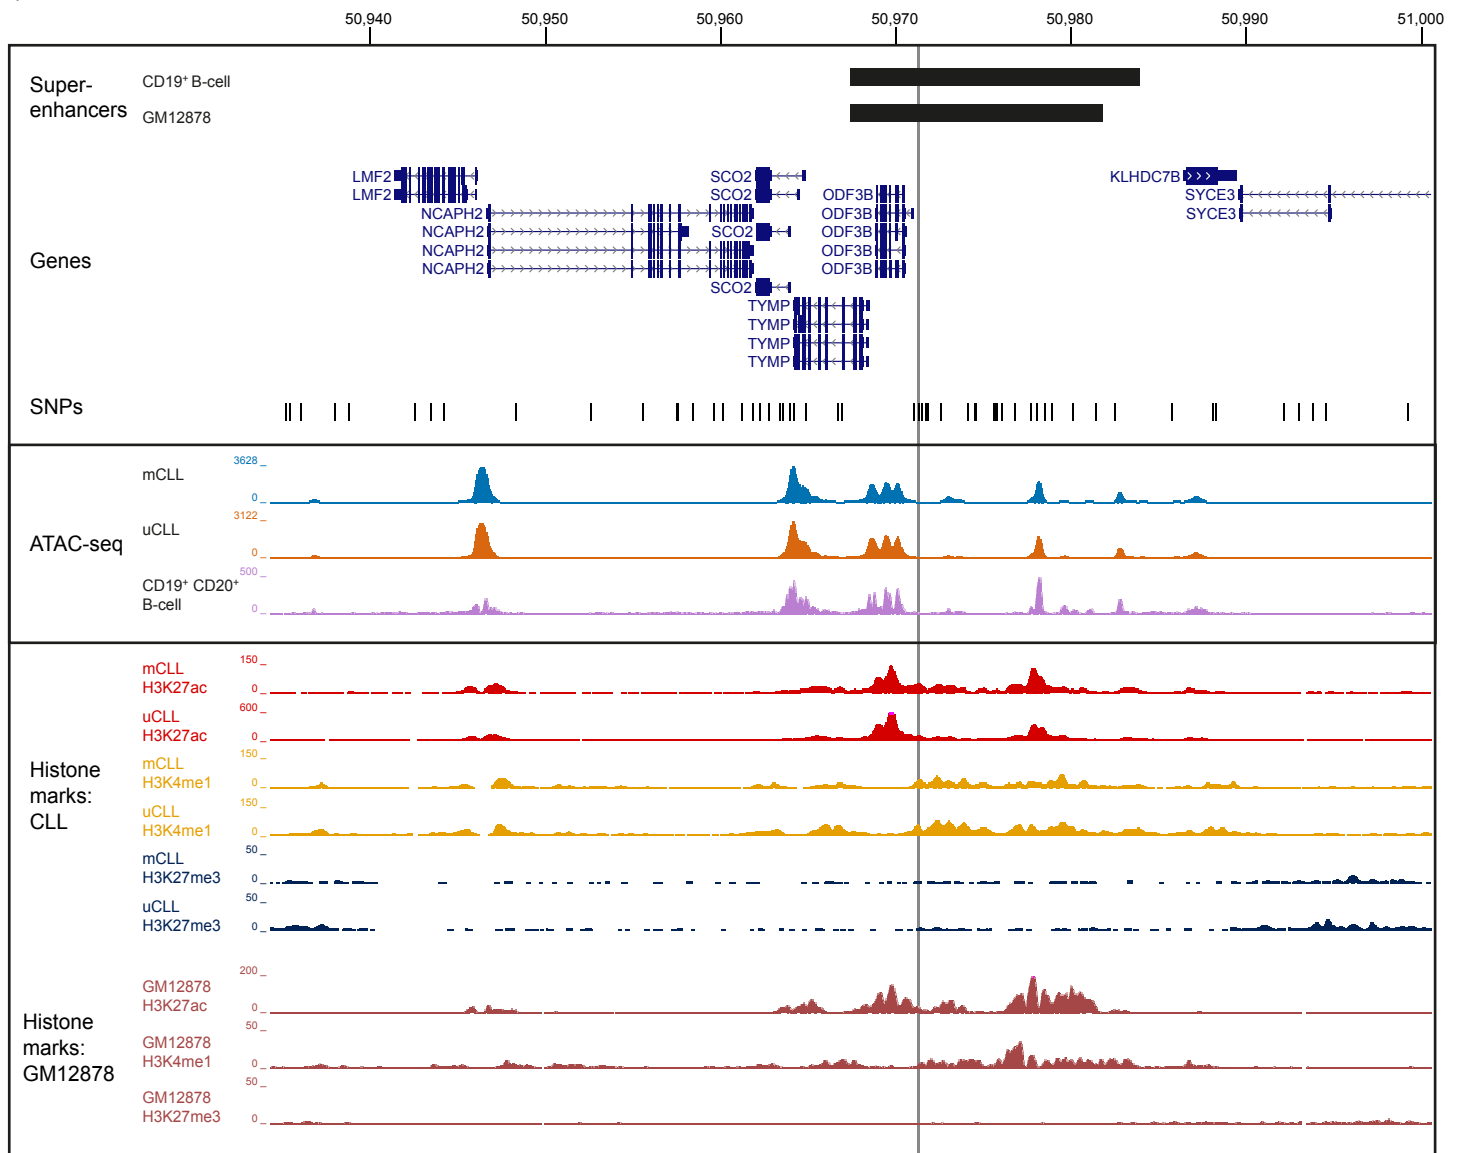 50,940 50,950 50,960 50,970 50,980 50,990 51,000
Super-
enhancers
CD19+ B-cell
GM12878
Genes
LMF2 SCO2 KLHDC7B
LMF2 SCO2 ODF3B SYCE3
NCAPH2 ODF3B SYCE3
NCAPH2 SCO2 ODF3B
NCAPH2 ODF3B
NCAPH2 ODF3B
SCO2
TYMP
TYMP
TYMP
TYMP
SNPs
ATAC-seq
mCLL 3628
0
uCLL 3122
0
CD19+ CD20+ 500
B-cell 0
Histone
marks:
CLL
mCLL 150
H3K27ac 0
uCLL 600
H3K27ac 0
mCLL 150
H3K4me1 0
uCLL 150
H3K4me1 0
mCLL 50
H3K27me3 0
uCLL 50
H3K27me3 0
Histone
marks:
GM12878
GM12878 200
H3K27ac 0
GM12878 50
H3K4me1 0
GM12878 50
H3K27me3 0